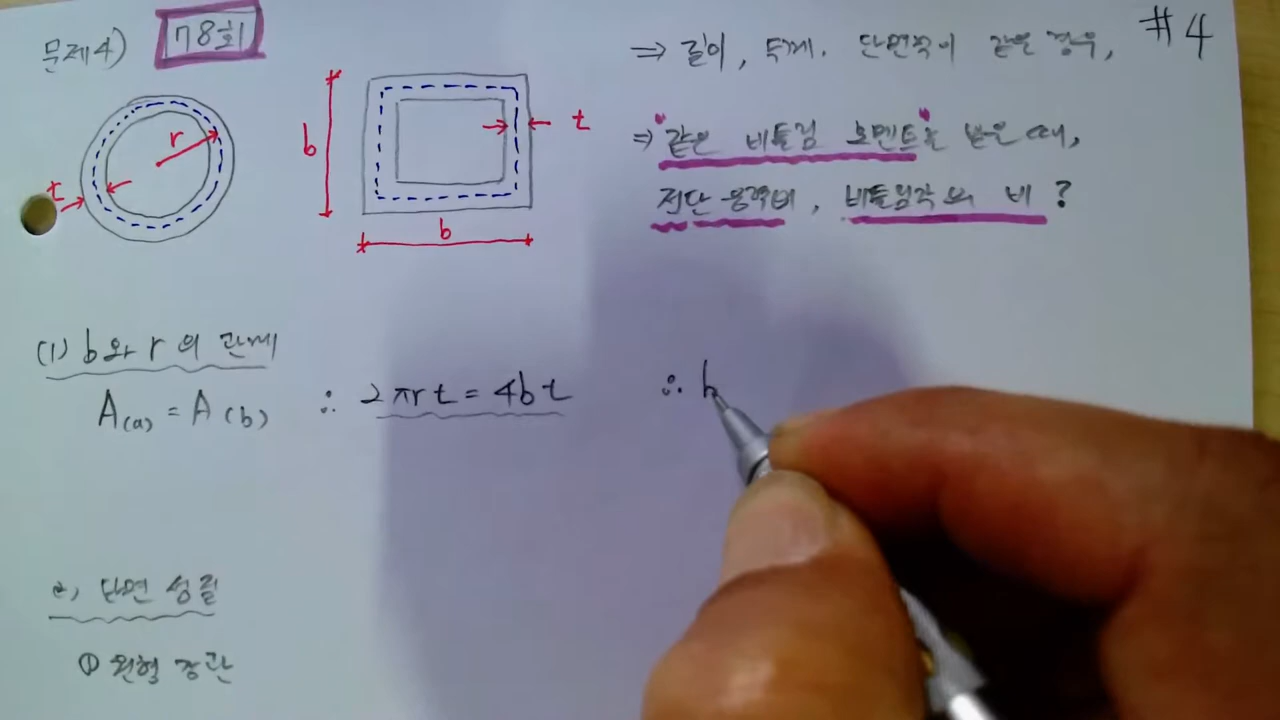 문제4) 78회
#4
⇒ 길이, 두께. 단면적이 같은 경우,
⇒ 같은 비틀림 모멘트를 받을 때,
전단 응력비, 비틀림각의 비 ?
r
t
b
t
b
(1) b와 r의 관계
A(a) = A(b) ∴ 2πrt = 4bt ∴ b
2) 단면 성질
① 원형 강관